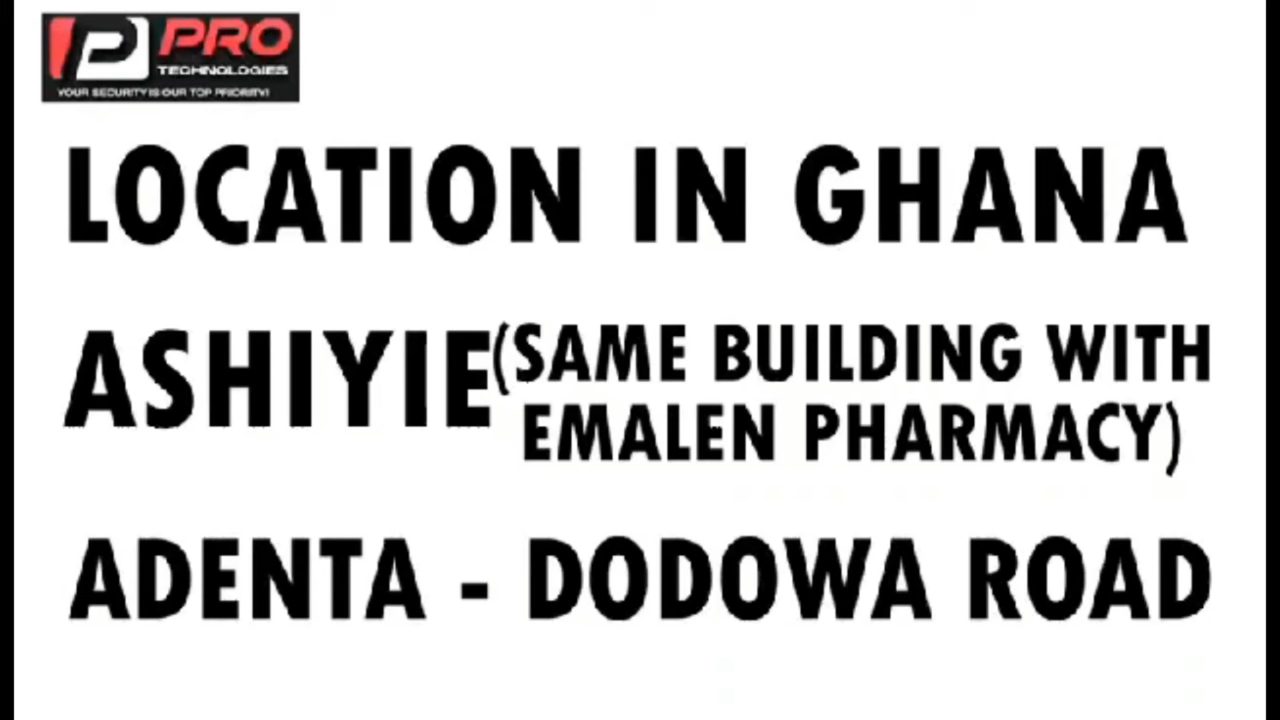 PRO
TECHNOLOGIES
YOUR SECURITY IS OUR TOP PRIORITY!
LOCATION IN GHANA
ASHIYIE (SAME BUILDING WITH
EMALEN PHARMACY)
ADENTA - DODOWA ROAD